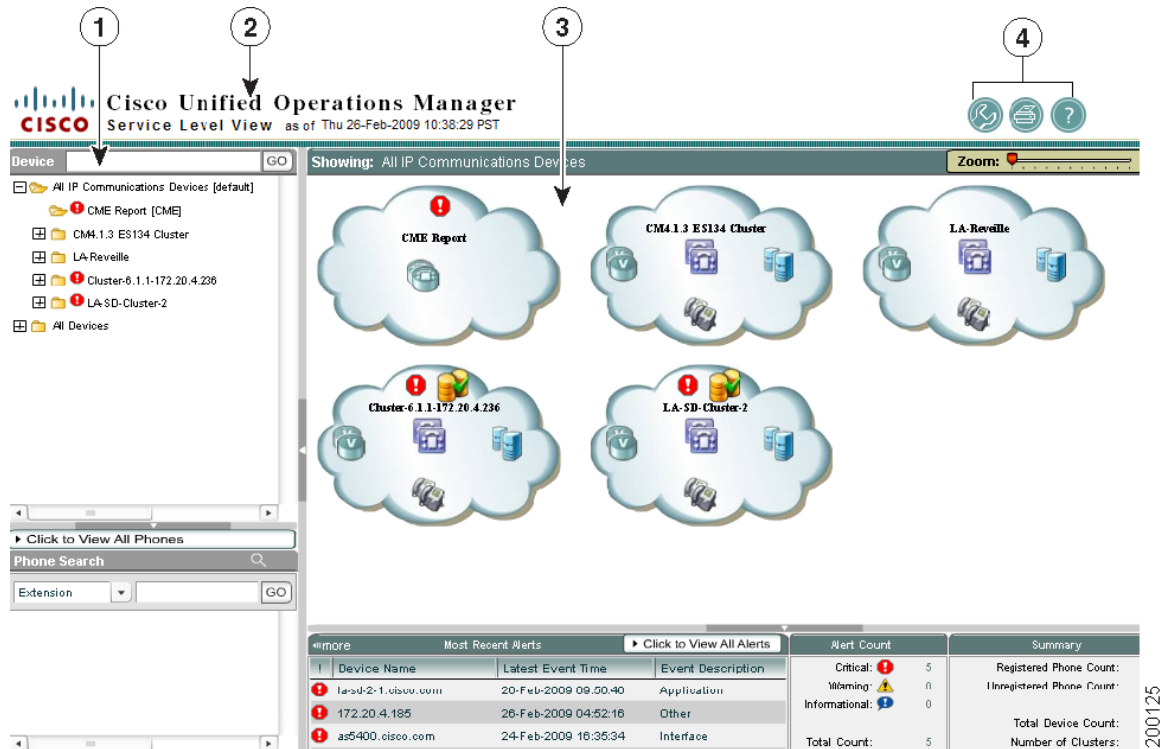 1 2 3 4
Cisco Unified Operations Manager
CISCO Service Level View as of Thu 26-Feb-2009 10:38:29 PST
Device GO
Showing: All IP Communications Devices
Zoom:
All IP Communications Devices [default]
CME Report [CME]
CM4.1.3 ES134 Cluster
LA-Reveille
Cluster-6.1.1-172.20.4.236
LA-SD-Cluster-2
All Devices
CME Report
CM4.1.3 ES134 Cluster
LA-Reveille
Cluster-6.1.1-172.20.4.236
LA-SD-Cluster-2
Click to View All Phones
Phone Search
Extension GO
more Most Recent Alerts Click to View All Alerts
! Device Name Latest Event Time Event Description
la-sd-2-1.cisco.com 20-Feb-2009 09:50:40 Application
172.20.4.185 26-Feb-2009 04:52:16 Other
as5400.cisco.com 24-Feb-2009 16:35:34 Interface
Alert Count
Critical: 5
Warning: 0
Informational: 0
Total Count: 5
Summary
Registered Phone Count:
Unregistered Phone Count:
Total Device Count:
Number of Clusters:
200125